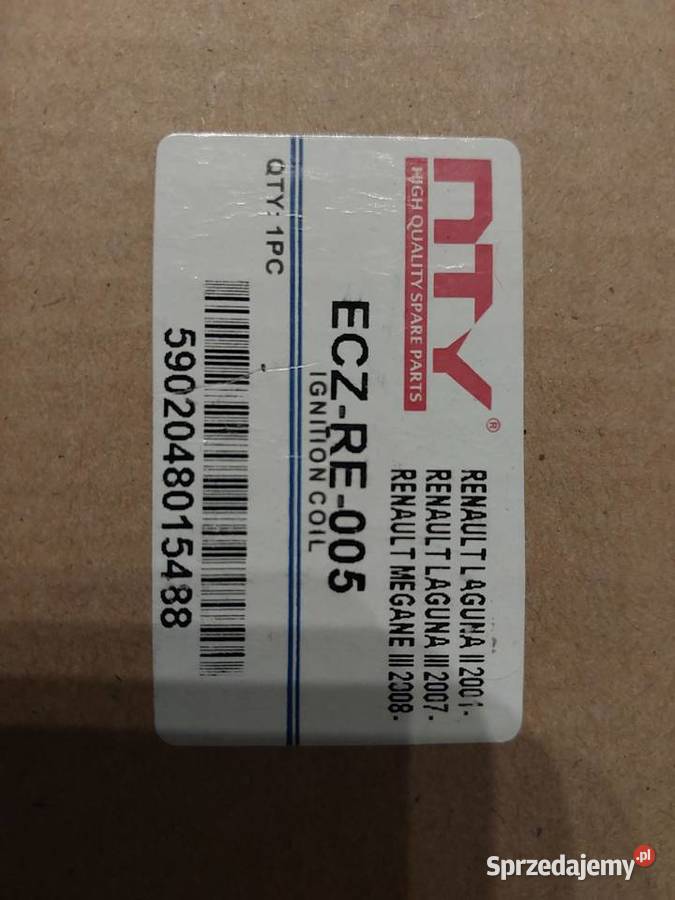 NTY®
HIGH QUALITY SPARE PARTS
RENAULT LAGUNA II 2001-
RENAULT LAGUNA III 2007-
RENAULT MEGANE III 2008-
ECZ-RE-005
IGNITION COIL
QTY: 1PC
5902048015488
Sprzedajemy.pl